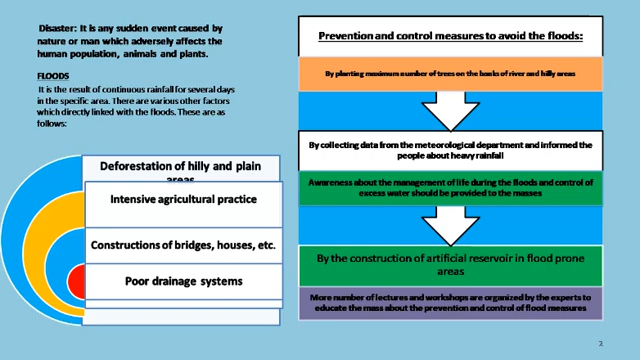 Disaster: It is any sudden event caused by
nature or man which adversely affects the
human population, animals and plants.
FLOODS
It is the result of continuous rainfall for several days
in the specific area. There are various other factors
which directly linked with the floods. These are as
follows:
Deforestation of hilly and plain
areas
Intensive agricultural practice
Constructions of bridges, houses, etc.
Poor drainage systems
Prevention and control measures to avoid the floods:
By planting maximum number of trees on the banks of river and hilly areas
By collecting data from the meteorological department and informed the
people about heavy rainfall
Awareness about the management of life during the floods and control of
excess water should be provided to the masses
By the construction of artificial reservoir in flood prone
areas
More number of lectures and workshops are organized by the experts to
educate the mass about the prevention and control of flood measures
2